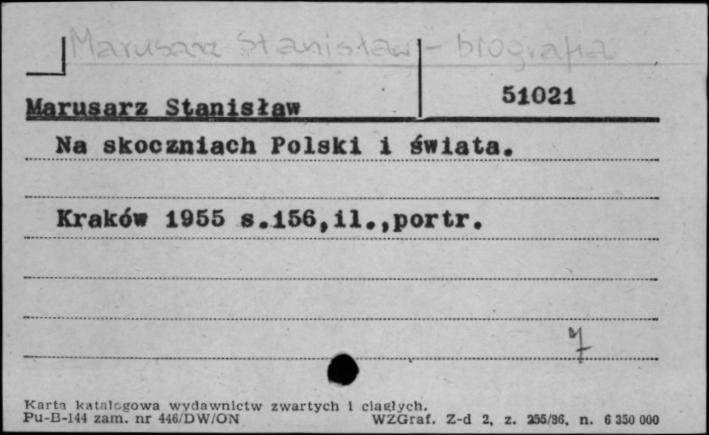 Marusarz Stanisław - biografia
51021
Marusarz Stanisław
Na skoczniach Polski i świata.
Kraków 1955 s.156,il.,portr.
7
Karta katalogowa wydawnictw zwartych i ciągłych.
Pu-B-144 zam. nr 446/DW/ON WZGraf. Z-d 2, z. 255/86, n. 6 350 000